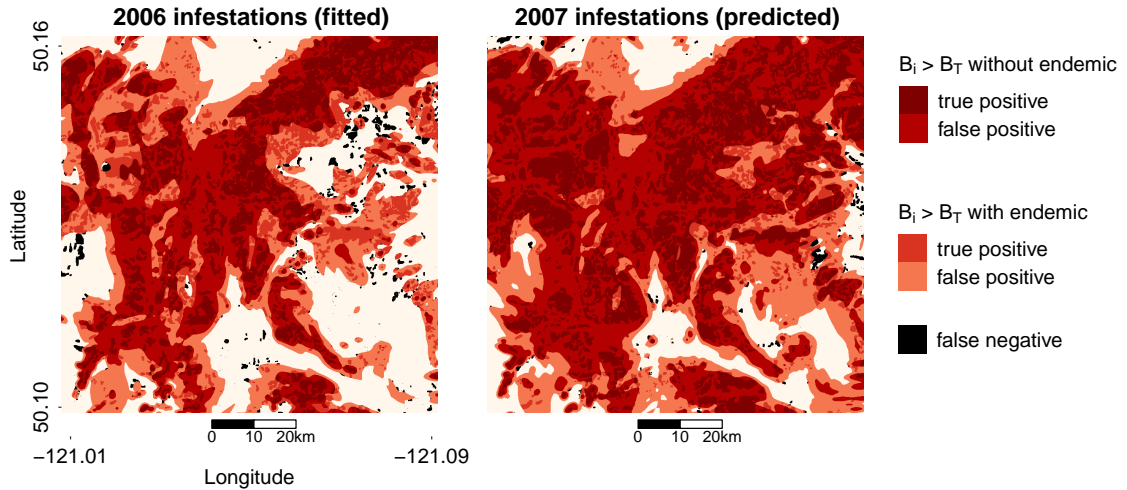 2006 infestations (fitted)
2007 infestations (predicted)
50.16
50.10
Latitude
0 10 20km
0 10 20km
−121.01
−121.09
Longitude
Bi > BT without endemic
true positive
false positive
Bi > BT with endemic
true positive
false positive
false negative